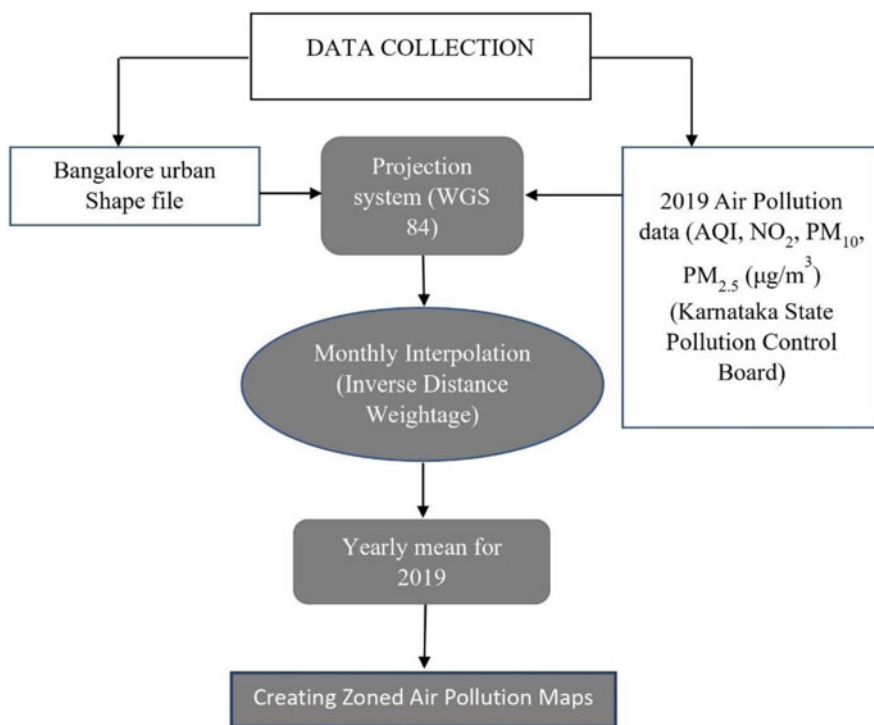 DATA COLLECTION
Bangalore urban
Shape file
Projection
system (WGS
84)
2019 Air Pollution
data (AQI, NO₂, PM₁₀,
PM₂.₅ (μg/m³)
(Karnataka State
Pollution Control
Board)
Monthly Interpolation
(Inverse Distance
Weightage)
Yearly mean for
2019
Creating Zoned Air Pollution Maps